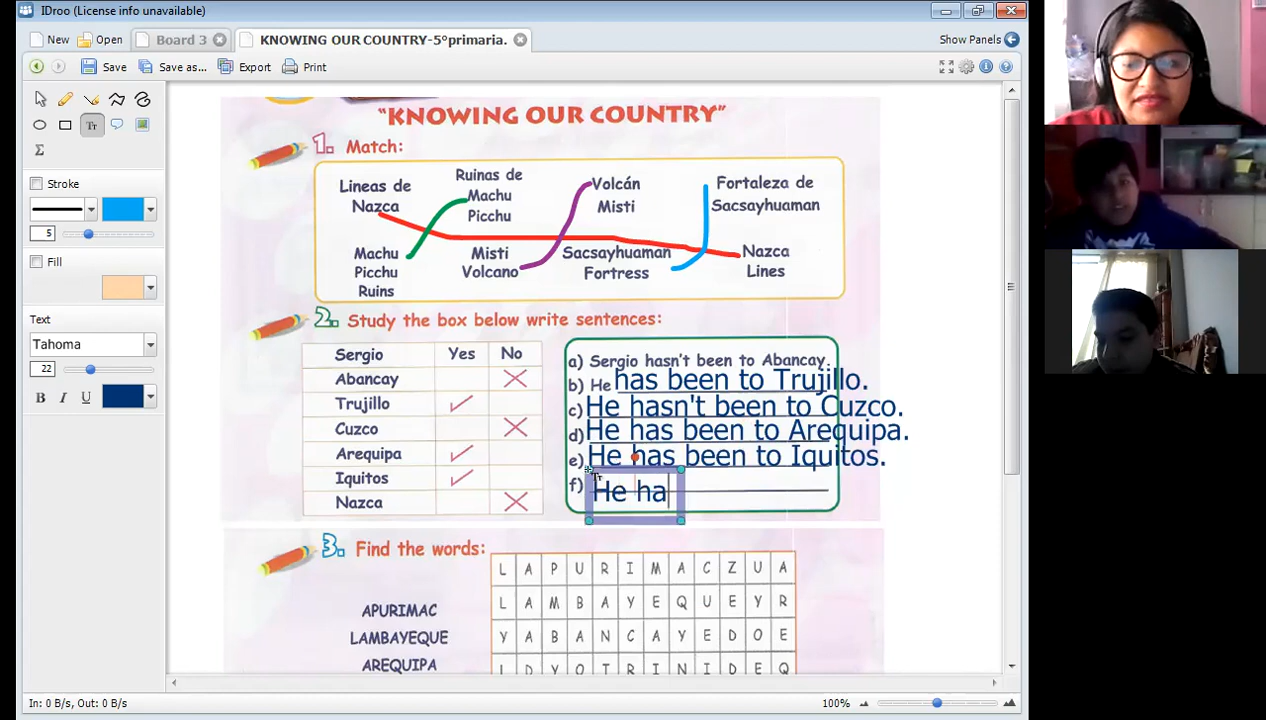 IDroo (License info unavailable)
New Open Board 3 KNOWING OUR COUNTRY-5°primaria. Show Panels
Save Save as... Export Print
Tr
Σ
Stroke
5
Fill
Text
Tahoma
22
B I U
"KNOWING OUR COUNTRY"
1. Match:
Lineas de Nazca
Ruinas de Machu Picchu
Volcán Misti
Fortaleza de Sacsayhuaman
Machu Picchu Ruins
Misti Volcano
Sacsayhuaman Fortress
Nazca Lines
2. Study the box below write sentences:
Sergio Yes No
Abancay
Trujillo
Cuzco
Arequipa
Iquitos
Nazca
a) Sergio hasn't been to Abancay.
b) He has been to Trujillo.
c) He hasn't been to Cuzco.
d) He has been to Arequipa.
e) He has been to Iquitos.
f) He ha
3. Find the words:
APURIMAC
LAMBAYEQUE
AREQUIPA
L A P U R I M A C Z U A
L A M B A Y E Q U E Y R
Y A B A N C A Y E D O E
L D Y O T R I N I D E Q
In: 0 B/s, Out: 0 B/s
100%